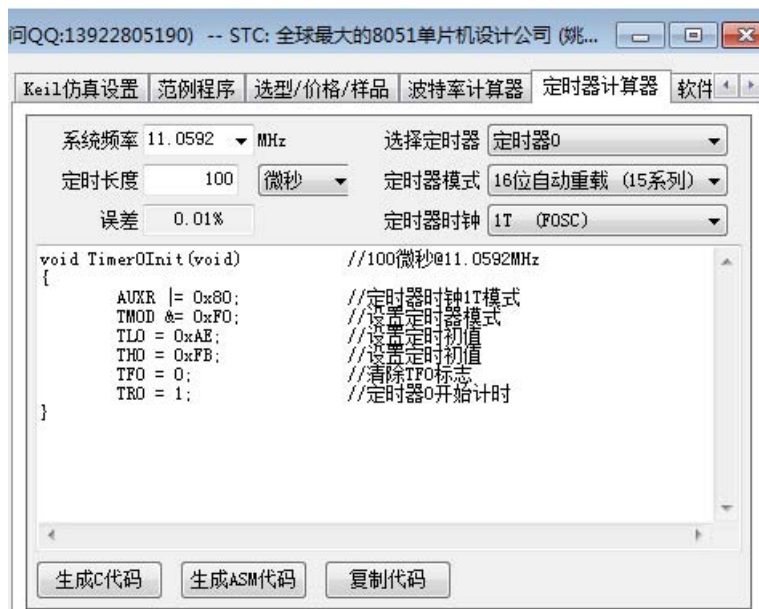 问QQ:13922805190) -- STC: 全球最大的8051单片机设计公司 (姚...
Keil仿真设置 范例程序 选型/价格/样品 波特率计算器 定时器计算器 软件
系统频率 11.0592 MHz 选择定时器 定时器0
定时长度 100 微秒 定时器模式 16位自动重载 (15系列)
误差 0.01% 定时器时钟 1T (FOSC)
void Timer0Init(void) //100微秒@11.0592MHz
{
AUXR |= 0x80; //定时器时钟1T模式
TMOD &= 0xF0; //设置定时器模式
TL0 = 0xAE; //设置定时初值
TH0 = 0xFB; //设置定时初值
TF0 = 0; //清除TF0标志
TR0 = 1; //定时器0开始计时
}
生成C代码 生成ASM代码 复制代码